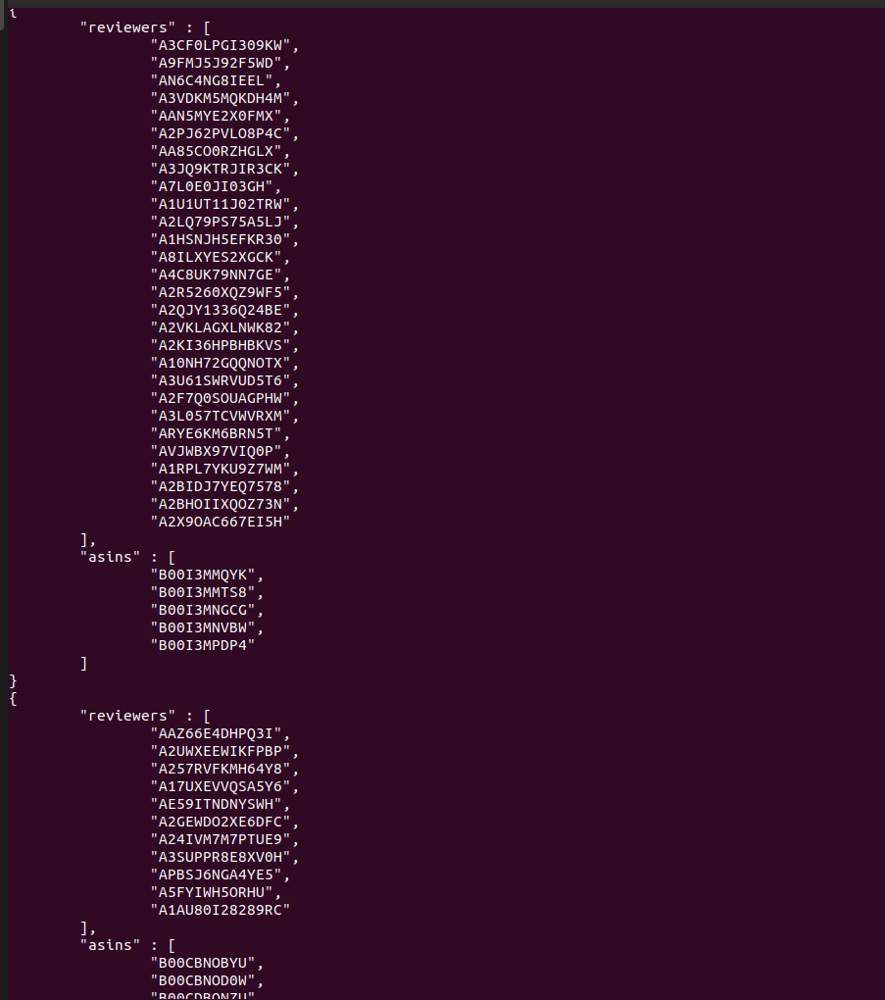 {
"reviewers" : [
"A3CF0LPGI309KW",
"A9FMJ5J92F5WD",
"AN6C4NG8IEEL",
"A3VDKM5MQKDH4M",
"AAN5MYE2X0FMX",
"A2PJ62PVLO8P4C",
"AA85CO0RZHGLX",
"A3JQ9KTRJIR3CK",
"A7L0E0JI03GH",
"A1U1UT11J02TRW",
"A2LQ79PS75A5LJ",
"A1HSNJH5EFKR30",
"A8ILXYES2XGCK",
"A4C8UK79NN7GE",
"A2R5260XQZ9WF5",
"A2QJY1336Q24BE",
"A2VKLAGXLNWK82",
"A2KI36HPBHBKVS",
"A10NH72GQQNOTX",
"A3U61SWRVUD5T6",
"A2F7Q0SOUAGPHW",
"A3L057TCVWVRXM",
"ARYE6KM6BRN5T",
"AVJWBX97VIQ0P",
"A1RPL7YKU9Z7WM",
"A2BIDJ7YEQ7578",
"A2BHOIIXQOZ73N",
"A2X9OAC667EI5H"
],
"asins" : [
"B00I3MMQYK",
"B00I3MMTS8",
"B00I3MNGCG",
"B00I3MNVBW",
"B00I3MPDP4"
]
}
{
"reviewers" : [
"AAZ66E4DHPQ3I",
"A2UWXEEWIKFPBP",
"A257RVFKMH64Y8",
"A17UXEVVQSA5Y6",
"AE59ITNDNYSWH",
"A2GEWDO2XE6DFC",
"A24IVM7M7PTUE9",
"A3SUPPR8E8XV0H",
"APBSJ6NGA4YE5",
"A5FYIWH5ORHU",
"A1AU80I28289RC"
],
"asins" : [
"B00CBNOBYU",
"B00CBNOD0W",